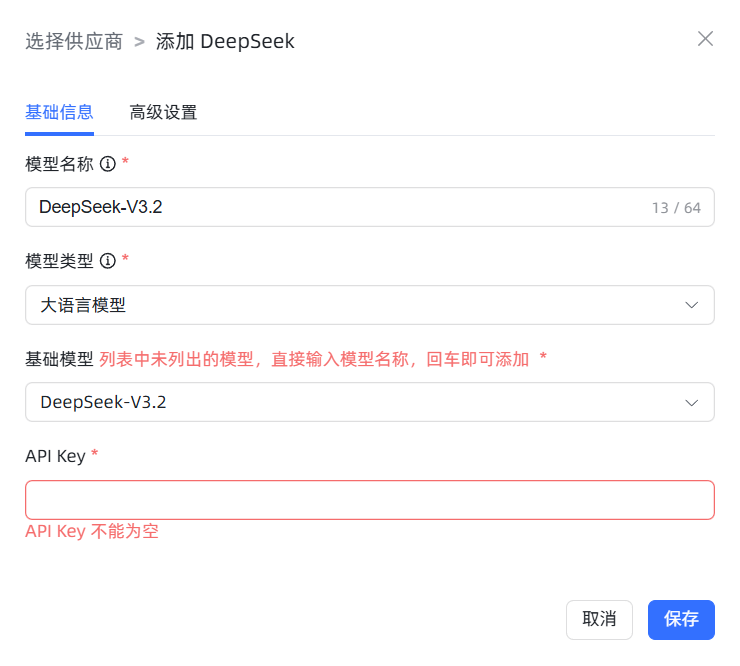 选择供应商 > 添加 DeepSeek
基础信息 高级设置
模型名称 *
DeepSeek-V3.2 13 / 64
模型类型 *
大语言模型
基础模型 列表中未列出的模型，直接输入模型名称，回车即可添加 *
DeepSeek-V3.2
API Key *
API Key 不能为空
取消 保存